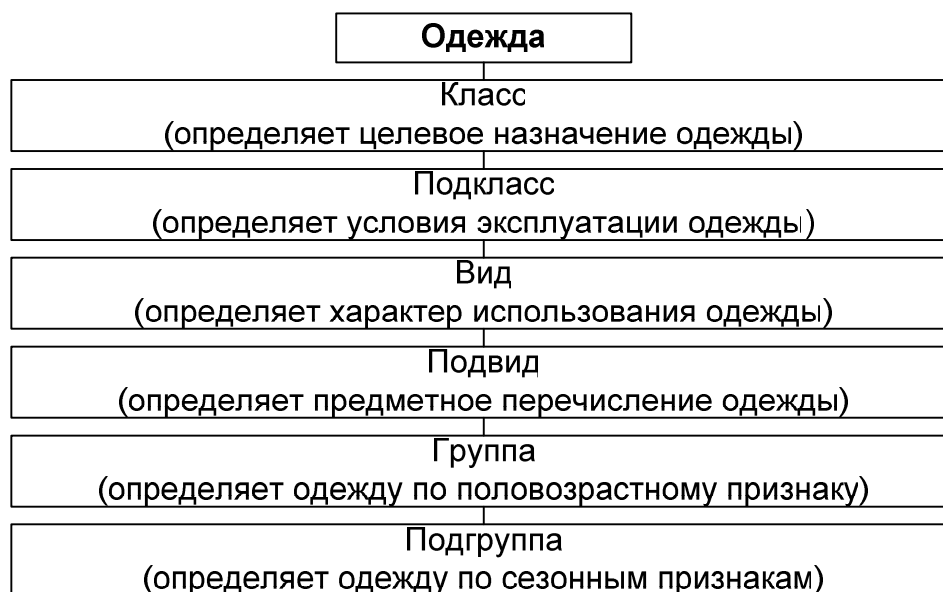 Одежда
Класс
(определяет целевое назначение одежды)
Подкласс
(определяет условия эксплуатации одежды)
Вид
(определяет характер использования одежды)
Подвид
(определяет предметное перечисление одежды)
Группа
(определяет одежду по половозрастному признаку)
Подгруппа
(определяет одежду по сезонным признакам)